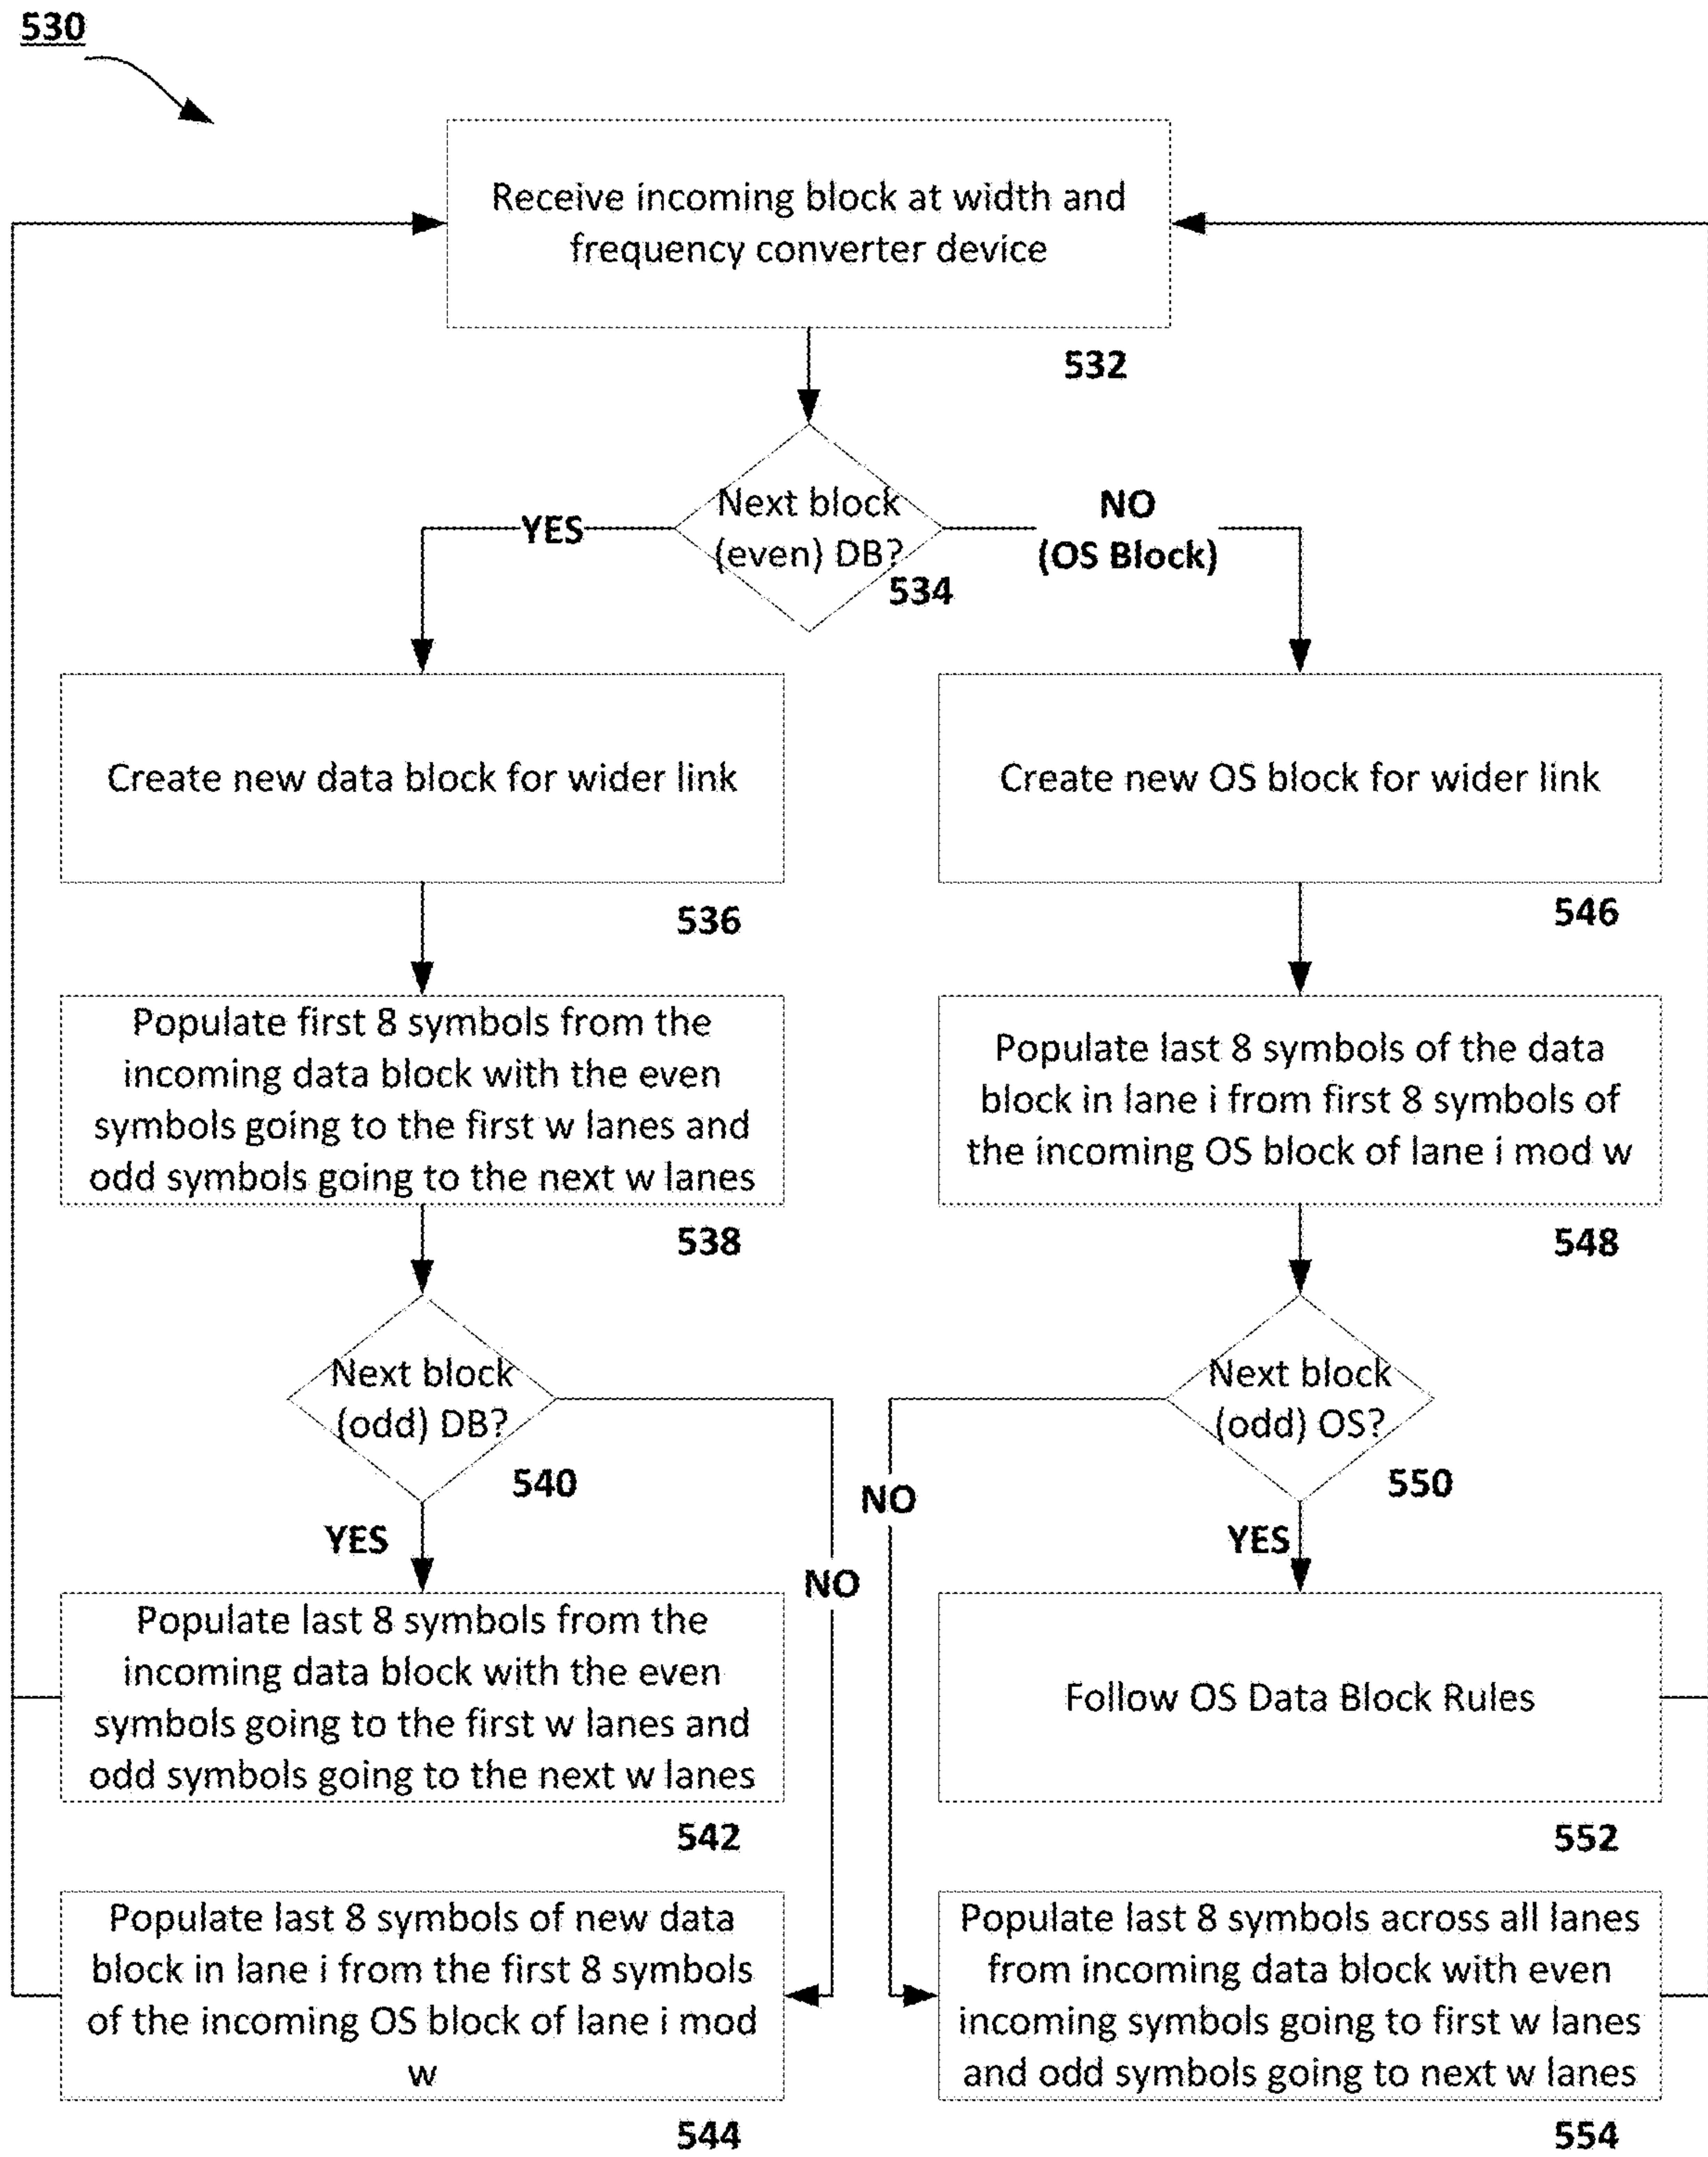 530
Receive incoming block at width and
frequency converter device
532
Next block
(even) DB?
534
YES
NO
(OS Block)
Create new data block for wider link
536
Populate first 8 symbols from the
incoming data block with the even
symbols going to the first w lanes and
odd symbols going to the next w lanes
538
Next block
(odd) DB?
540
YES
NO
Populate last 8 symbols from the
incoming data block with the even
symbols going to the first w lanes and
odd symbols going to the next w lanes
542
Populate last 8 symbols of new data
block in lane i from the first 8 symbols
of the incoming OS block of lane i mod
w
544
Create new OS block for wider link
546
Populate last 8 symbols of the data
block in lane i from first 8 symbols of
the incoming OS block of lane i mod w
548
Next block
(odd) OS?
550
NO
YES
Follow OS Data Block Rules
552
Populate last 8 symbols across all lanes
from incoming data block with even
incoming symbols going to first w lanes
and odd symbols going to next w lanes
554